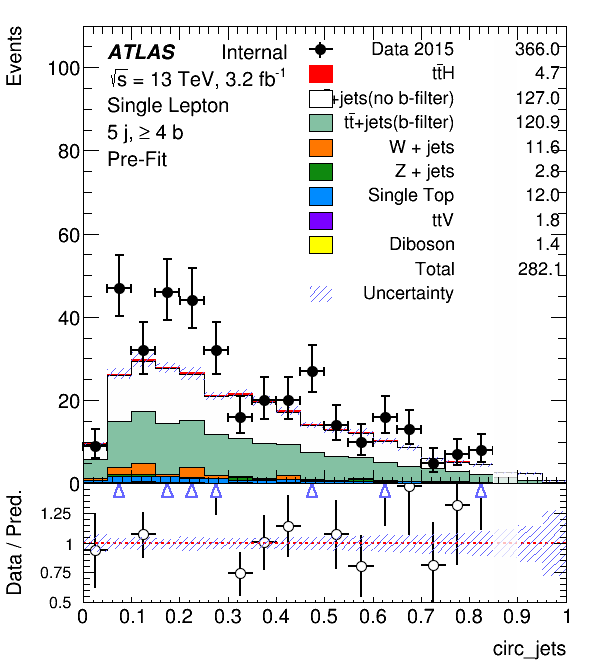 Events
ATLAS Internal
√s = 13 TeV, 3.2 fb⁻¹
Single Lepton
5 j, ≥ 4 b
Pre-Fit
Data 2015 366.0
tt̄H 4.7
+jets(no b-filter) 127.0
tt̄+jets(b-filter) 120.9
W + jets 11.6
Z + jets 2.8
Single Top 12.0
ttV 1.8
Diboson 1.4
Total 282.1
Uncertainty
100
80
60
40
20
0
Data / Pred.
1.25
1
0.75
0.5
0 0.1 0.2 0.3 0.4 0.5 0.6 0.7 0.8 0.9 1
circ_jets